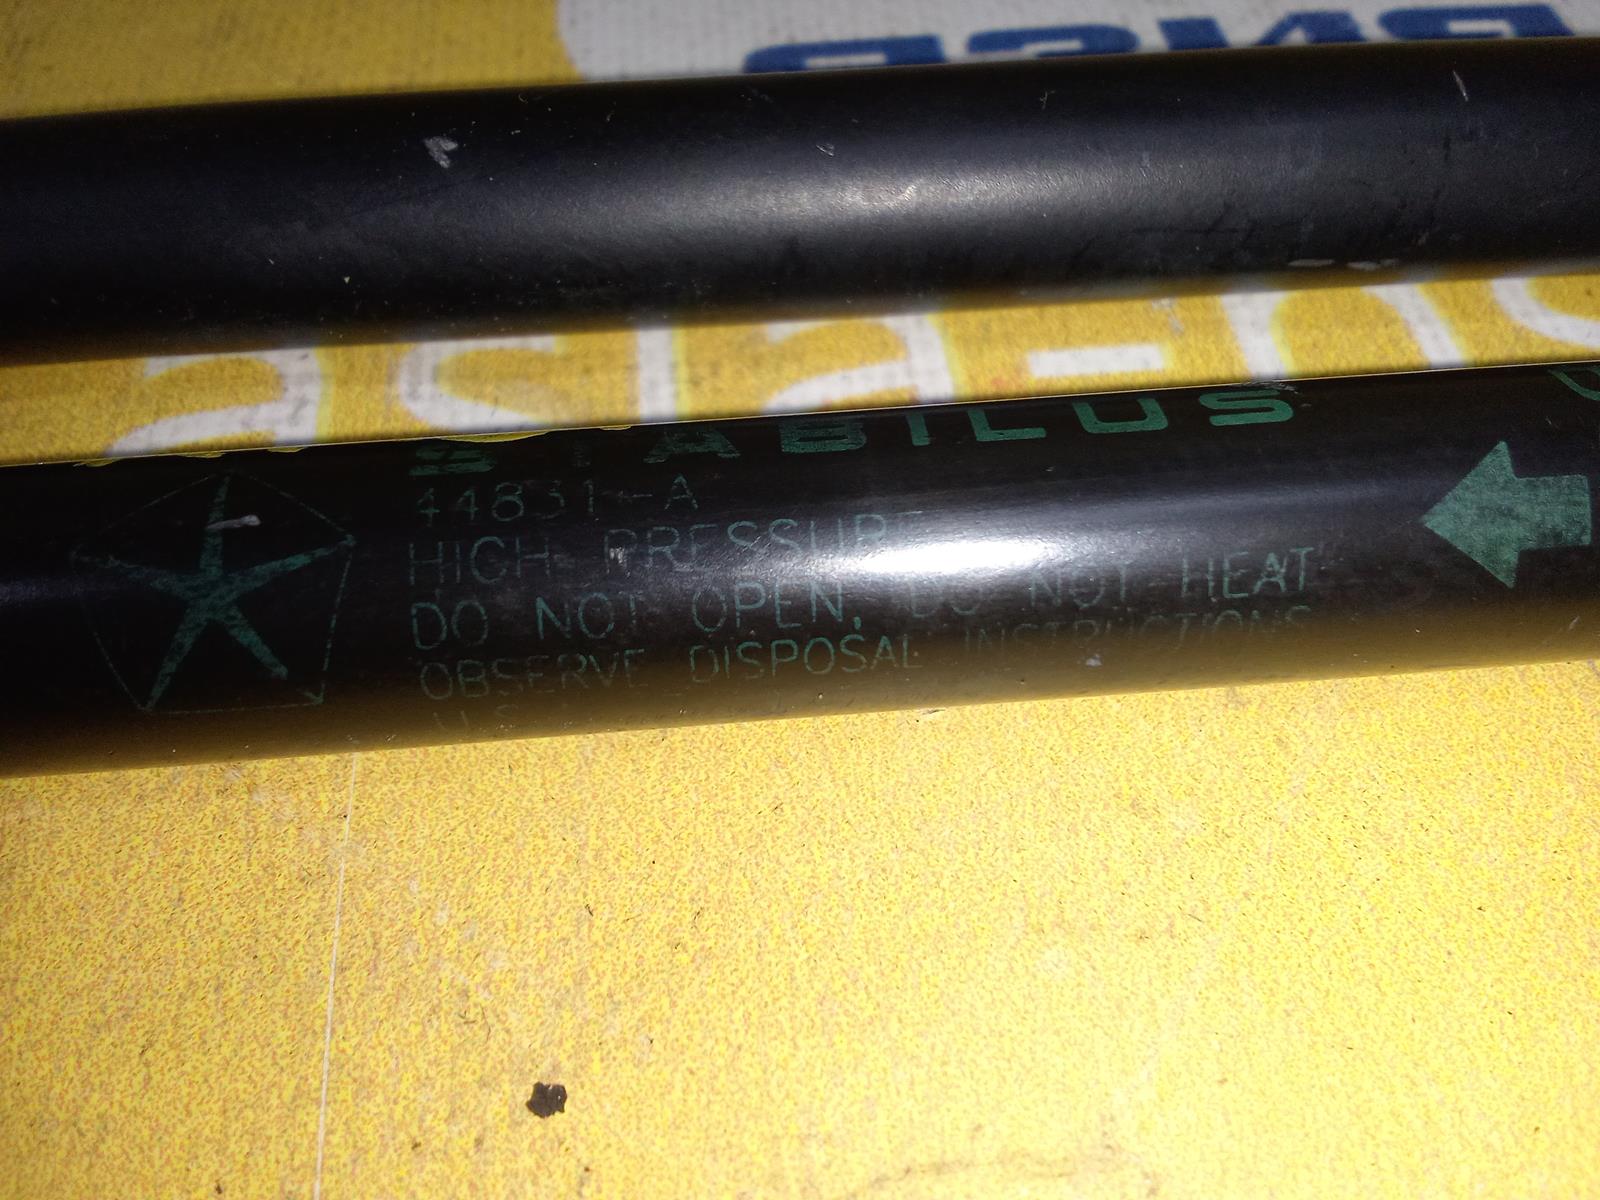 STABILUS
44831-A
HIGH PRESSURE
DO NOT OPEN, DO NOT HEAT
OBSERVE DISPOSAL INSTRUCTIONS